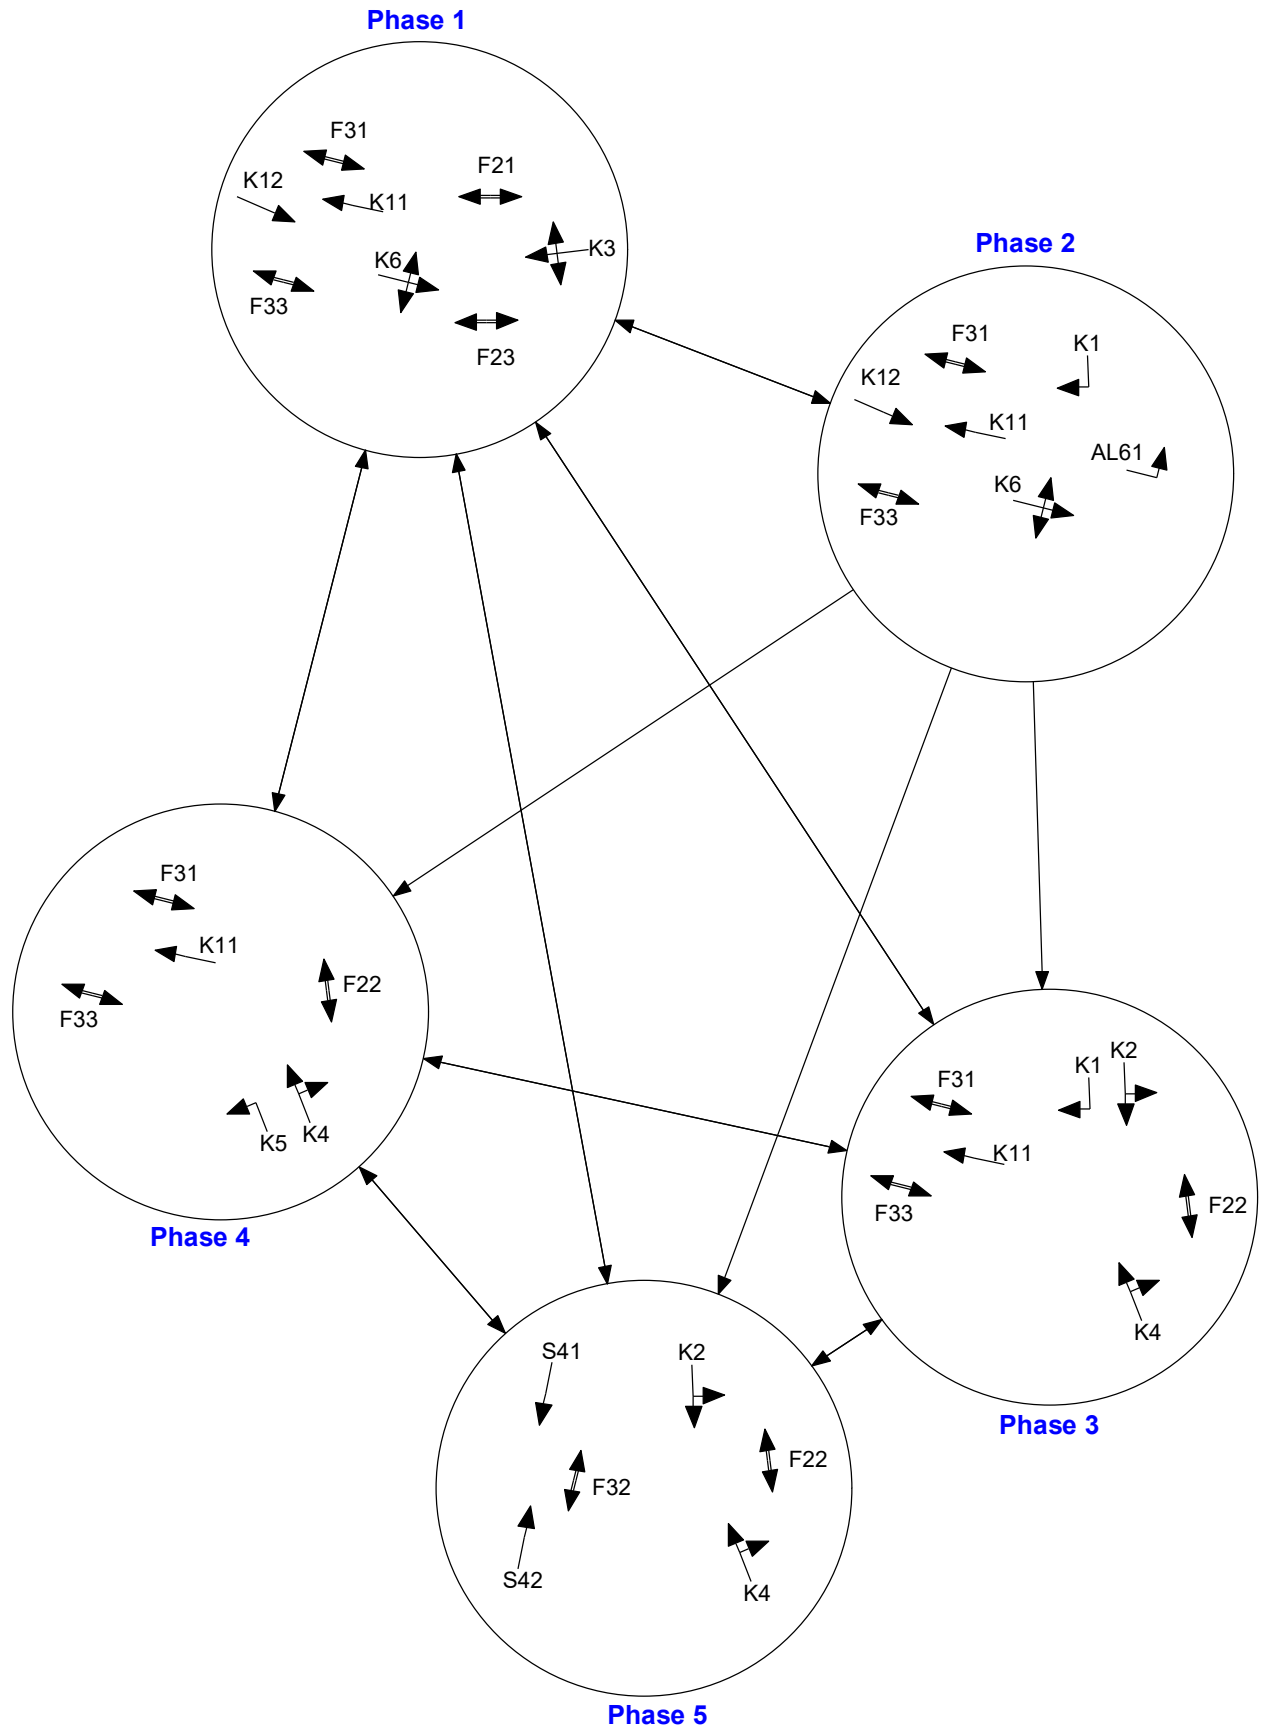 Phase 1
F31
F21
K12
K11
K3
K6
F33
F23
Phase 2
F31
K1
K12
K11
AL61
K6
F33
F31
K11
F22
F33
K4
K5
Phase 4
K2
K1
F31
K11
F22
F33
K4
Phase 3
S41
K2
F22
F32
S42
K4
Phase 5